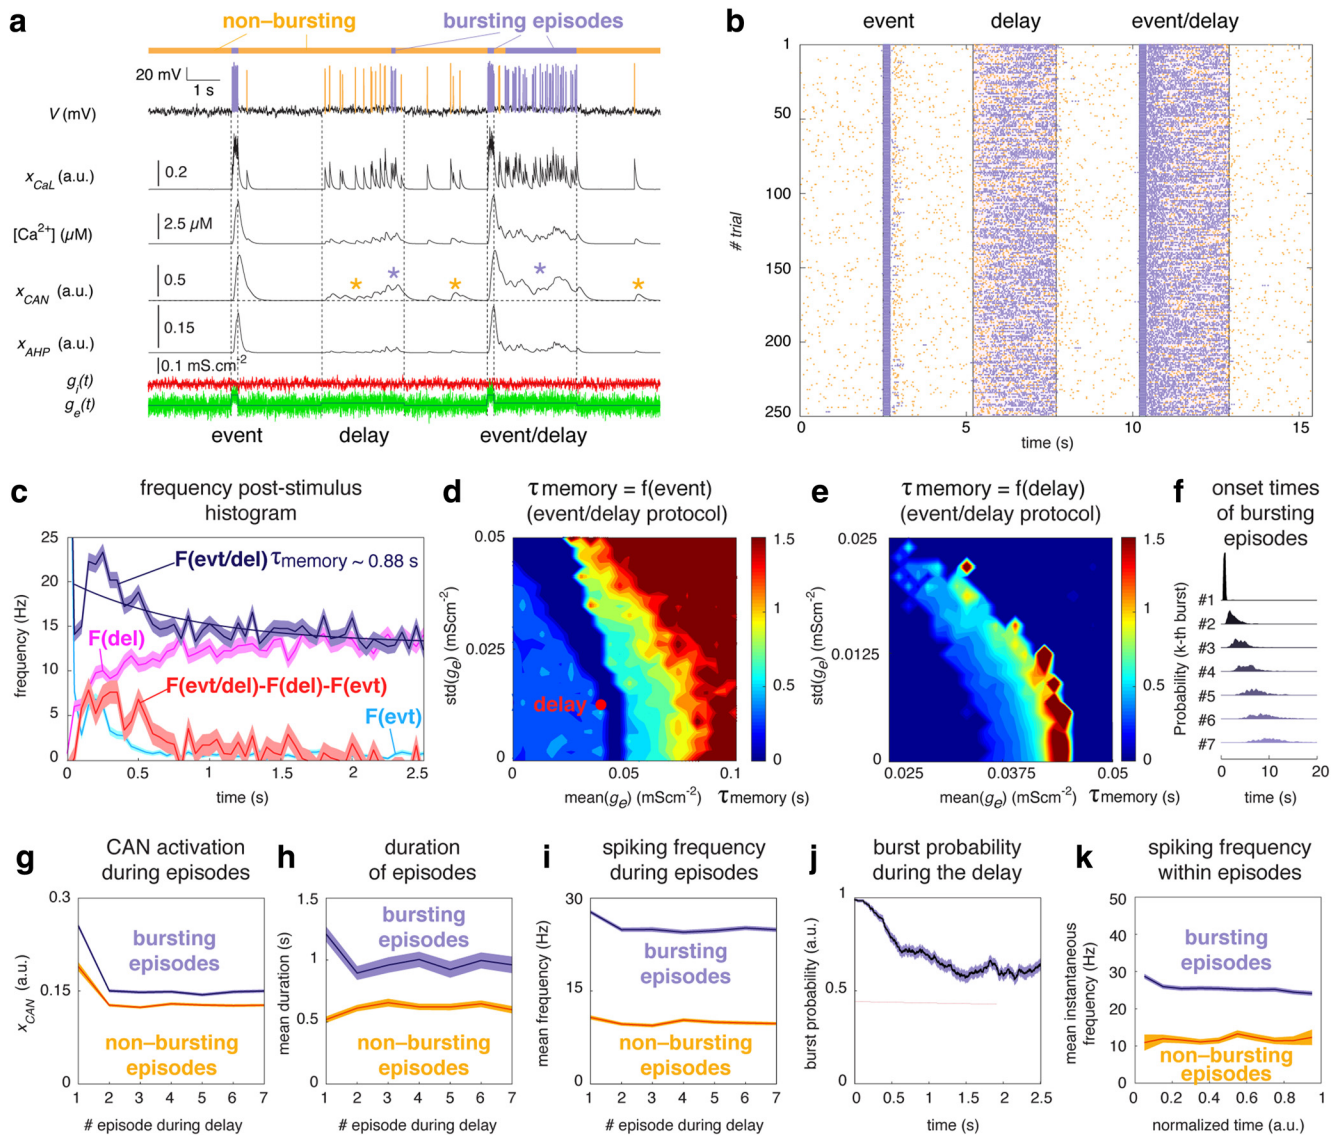 a
non–bursting
bursting episodes
20 mV
1 s
V (mV)
xCaL (a.u.)
0.2
[Ca2+] (µM)
2.5 µM
xCAN (a.u.)
0.5
* * * * *
xAHP (a.u.)
0.15
0.1 mS.cm-2
gi(t)
ge(t)
event delay event/delay
b
event delay event/delay
# trial
1
50
100
150
200
250
0 5 10 15
time (s)
c
frequency post-stimulus
histogram
frequency (Hz)
25
20
15
10
5
0
F(evt/del) τmemory ~ 0.88 s
F(del)
F(evt/del)-F(del)-F(evt)
F(evt)
0 0.5 1 1.5 2 2.5
time (s)
d
τ memory = f(event)
(event/delay protocol)
std(ge) (mScm-2)
0.05
0.025
0
delay
0 0.05 0.1
mean(ge) (mScm-2)
1.5
1
0.5
0
τmemory (s)
e
τ memory = f(delay)
(event/delay protocol)
std(ge) (mScm-2)
0.025
0.0125
0
0.025 0.0375 0.05
mean(ge) (mScm-2)
1.5
1
0.5
0
τmemory (s)
f
onset times
of bursting
episodes
Probability (k-th burst)
#1
#2
#3
#4
#5
#6
#7
0 10 20
time (s)
g
CAN activation
during episodes
xCAN (a.u.)
0.3
0.15
0
bursting
episodes
non–bursting
episodes
1 2 3 4 5 6 7
# episode during delay
h
duration
of episodes
mean duration (s)
1.5
1
0.5
0
bursting
episodes
non–bursting
episodes
1 2 3 4 5 6 7
# episode during delay
i
spiking frequency
during episodes
mean frequency (Hz)
30
15
0
bursting
episodes
non–bursting
episodes
1 2 3 4 5 6 7
# episode during delay
j
burst probability
during the delay
burst probability (a.u.)
1
0.5
0
0 0.5 1 1.5 2 2.5
time (s)
k
spiking frequency
within episodes
mean instantaneous
frequency (Hz)
50
40
30
20
10
0
bursting
episodes
non–bursting
episodes
0 0.2 0.4 0.6 0.8 1
normalized time (a.u.)